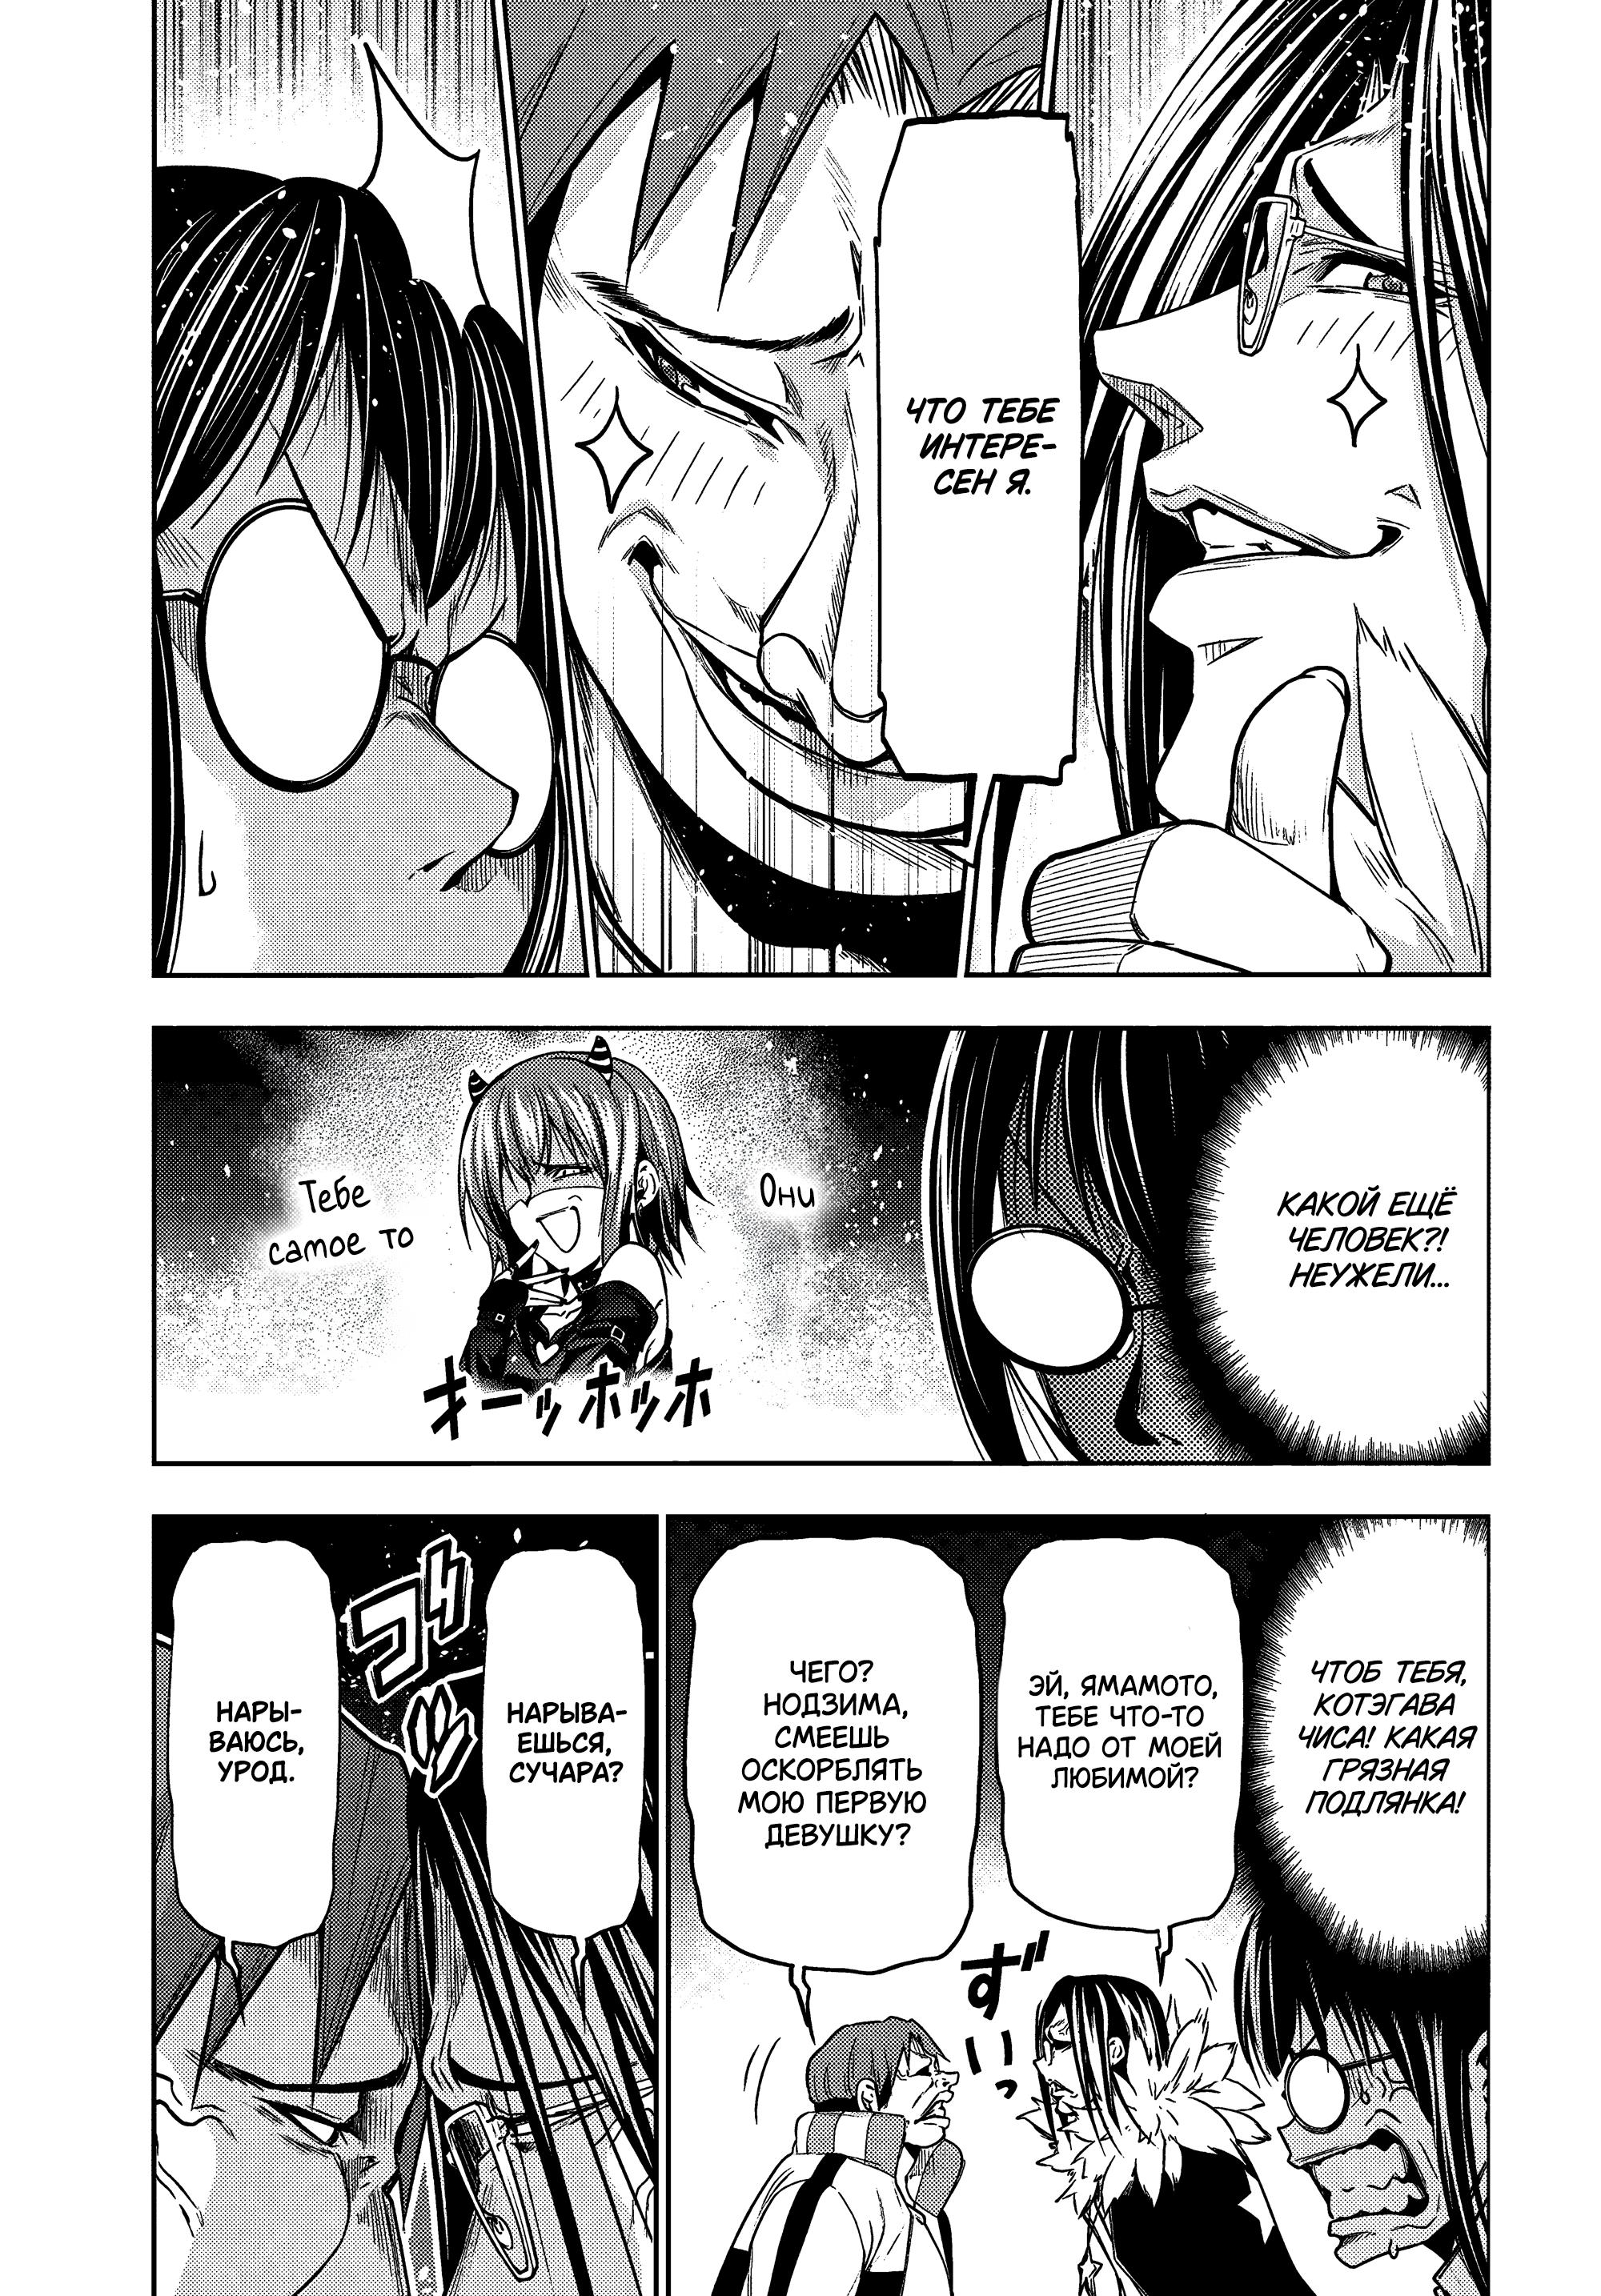 ЧТО ТЕБЕ
ИНТЕРЕ-
СЕН Я.
КАКОЙ ЕЩЁ
ЧЕЛОВЕК?!
НЕУЖЕЛИ...
Они
Тебе
самое то
オーッホッホ
ЧТОБ ТЕБЯ,
КОТЭГАВА
ЧИСА! КАКАЯ
ГРЯЗНАЯ
ПОДЛЯНКА!
ЭЙ, ЯМАМОТО,
ТЕБЕ ЧТО-ТО
НАДО ОТ МОЕЙ
ЛЮБИМОЙ?
ЧЕГО?
НОДЗИМА,
СМЕЕШЬ
ОСКОРБЛЯТЬ
МОЮ ПЕРВУЮ
ДЕВУШКУ?
ずいっ
НАРЫВА-
ЕШЬСЯ,
СУЧАРА?
НАРЫ-
ВАЮСЬ,
УРОД.